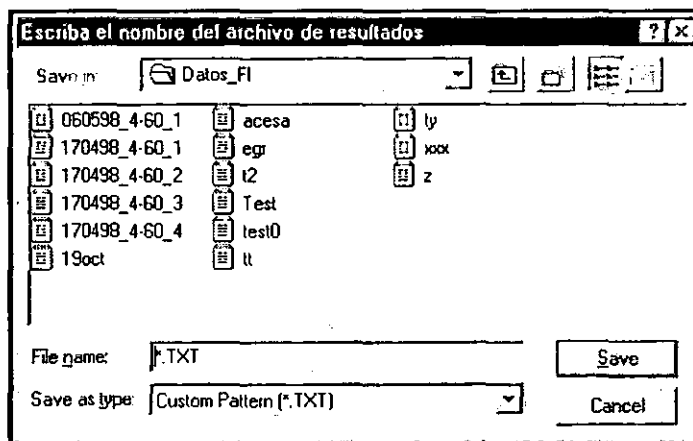 Escriba el nombre del archivo de resultados
Save in: Datos_FI
060598_4-60_1
170498_4-60_1
170498_4-60_2
170498_4-60_3
170498_4-60_4
19oct
acesa
egr
t2
Test
test0
tt
ty
xxx
z
File name: *.TXT
Save
Save as type: Custom Pattern (*.TXT)
Cancel